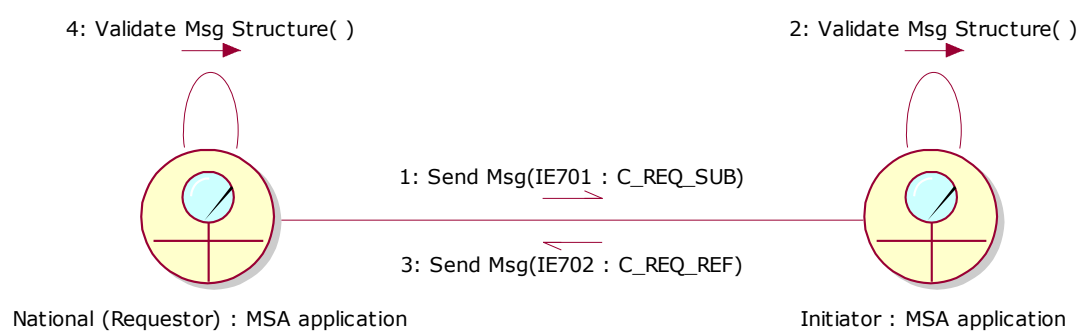 4: Validate Msg Structure( )
2: Validate Msg Structure( )
1: Send Msg(IE701 : C_REQ_SUB)
3: Send Msg(IE702 : C_REQ_REF)
National (Requestor) : MSA application
Initiator : MSA application